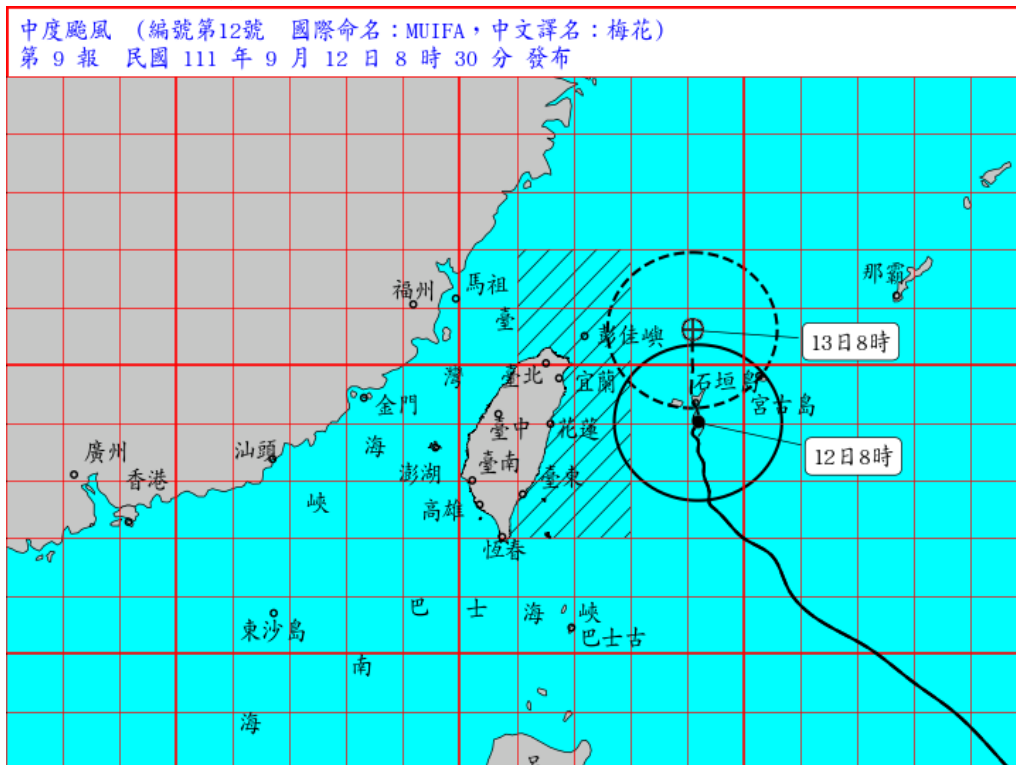 中度颱風 (編號第12號 國際命名：MUIFA，中文譯名：梅花)
第 9 報 民國 111 年 9 月 12 日 8 時 30 分 發布
那霸
福州
馬祖
臺
彭佳嶼
13日8時
灣
臺北
宜蘭
石垣島
宮古島
金門
臺中
花蓮
海
汕頭
12日8時
廣州
香港
澎湖
臺南
臺東
峽
高雄
恆春
巴 士 海 峽
巴士古
東沙島
南
海
呂